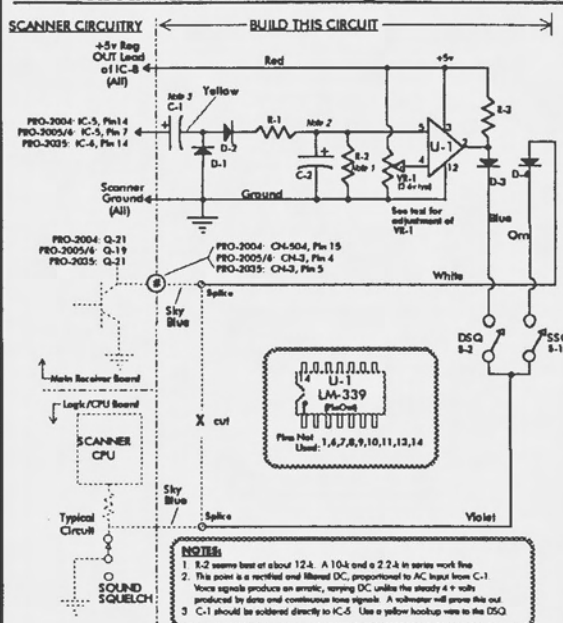 SCANNER CIRCUITRY
BUILD THIS CIRCUIT
+5v Reg
OUT Lead
of IC-8
(All)
Red
+5v
Note 3
C-1
Yellow
PRO-2004: IC-5, Pin14
PRO-2005/6: IC-5, Pin 7
PRO-2035: IC-6, Pin 14
R-1
Note 2
R-3
D-2
D-1
C-2
R-2
Note 1
VR-1
5
4
3
2
12
U-1
D-3
D-4
Scanner
Ground
(All)
Ground
See text for
adjustment of
VR-1
Blue
Orn
PRO-2004: Q-21
PRO-2005/6: Q-19
PRO-2035: Q-21
PRO-2004: CN-504, Pin 15
PRO-2005/6: CN-3, Pin 4
PRO-2035: CN-3, Pin 5
White
Sky
Blue
Splice
DSQ
S-2
SSQ
S-1
Main Receiver Board
Logic/CPU Board
14
U-1
LM-339
(PinOut)
Pins Not
Used: 1,6,7,8,9,10,11,13,14
X cut
SCANNER
CPU
Typical
Circuit
Sky
Blue
Splice
Violet
SOUND
SQUELCH
NOTES:
1. R-2 seems best at about 12-k. A 10-k and a 2.2-k in series work fine
2. This point is a rectified and filtered DC, proportional to AC input from C-1.
Voice signals produce an erratic, varying DC unlike the steady 4 + volts
produced by data and continuous tone signals. A voltmeter will prove this out
3. C-1 should be soldered directly to IC-5. Use a yellow hookup wire to the DSQ